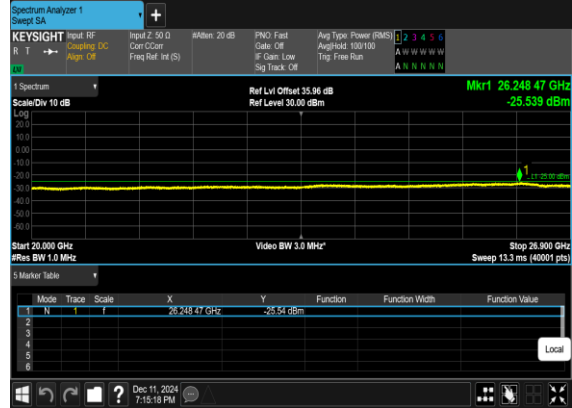 Spectrum Analyzer 1
Swept SA
+
KEYSIGHT
R T
Input: RF
Coupling: DC
Align: Off
Input Z: 50 Ω
Corr CCorr
Freq Ref: Int (S)
#Atten: 20 dB
PNO: Fast
Gate: Off
IF Gain: Low
Sig Track: Off
Avg Type: Power (RMS)
Avg|Hold: 100/100
Trig: Free Run
1 2 3 4 5 6
A W W W W W
A N N N N N
1 Spectrum
Scale/Div 10 dB
Ref Lvl Offset 35.96 dB
Ref Level 30.00 dBm
Mkr1 26.248 47 GHz
-25.539 dBm
Log
20.0
10.0
0.00
-10.0
-20.0
-30.0
-40.0
-50.0
-60.0
1
L1 -25.00 dBm
Start 20.000 GHz
#Res BW 1.0 MHz
Video BW 3.0 MHz*
Stop 26.900 GHz
Sweep 13.3 ms (40001 pts)
5 Marker Table
Mode Trace Scale X Y Function Function Width Function Value
1 N 1 f 26.248 47 GHz -25.54 dBm
2
3
4
5
6
Local
?
Dec 11, 2024
7:15:18 PM